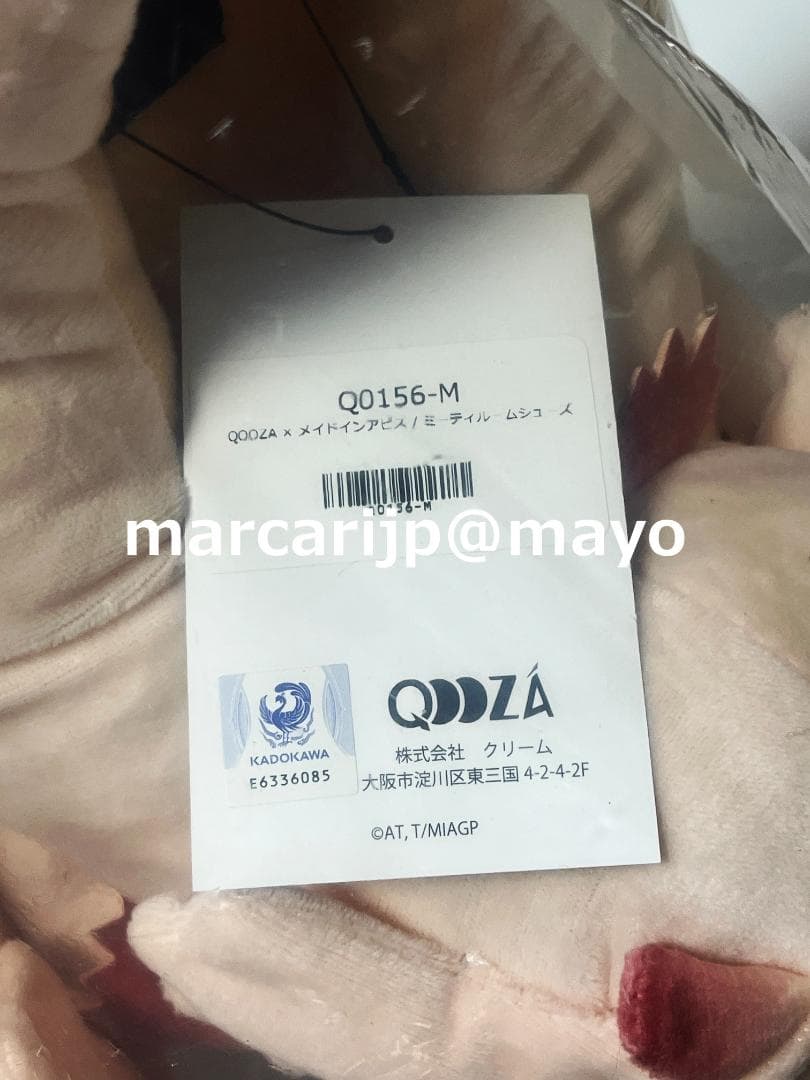 Q0156-M
QOOZA × メイドインアビス / ミーティルームシューズ
Q0156-M
marcarijp@mayo
KADOKAWA
E6336085
QOOZÁ
株式会社 クリーム
大阪市淀川区東三国 4-2-4-2F
©AT, T/MIAGP